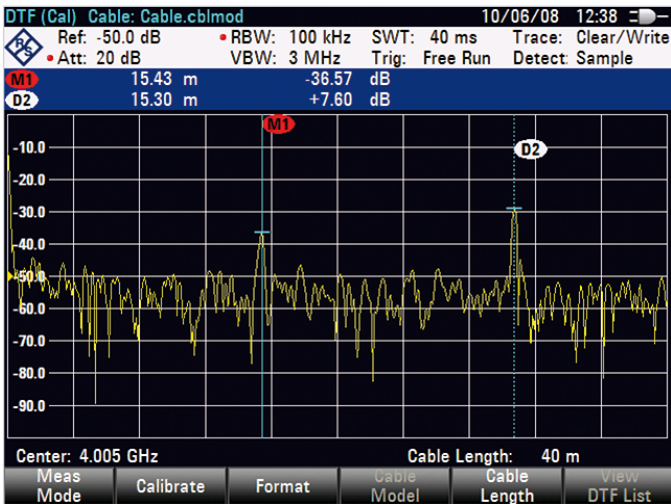 DTF (Cal) Cable: Cable.cblmod 10/06/08 12:38
Ref: -50.0 dB RBW: 100 kHz SWT: 40 ms Trace: Clear/Write
Att: 20 dB VBW: 3 MHz Trig: Free Run Detect: Sample
M1 15.43 m -36.57 dB
D2 15.30 m +7.60 dB
M1
D2
-10.0
-20.0
-30.0
-40.0
-50.0
-60.0
-70.0
-80.0
-90.0
Center: 4.005 GHz Cable Length: 40 m
Meas Mode Calibrate Format Cable Model Cable Length View DTF List